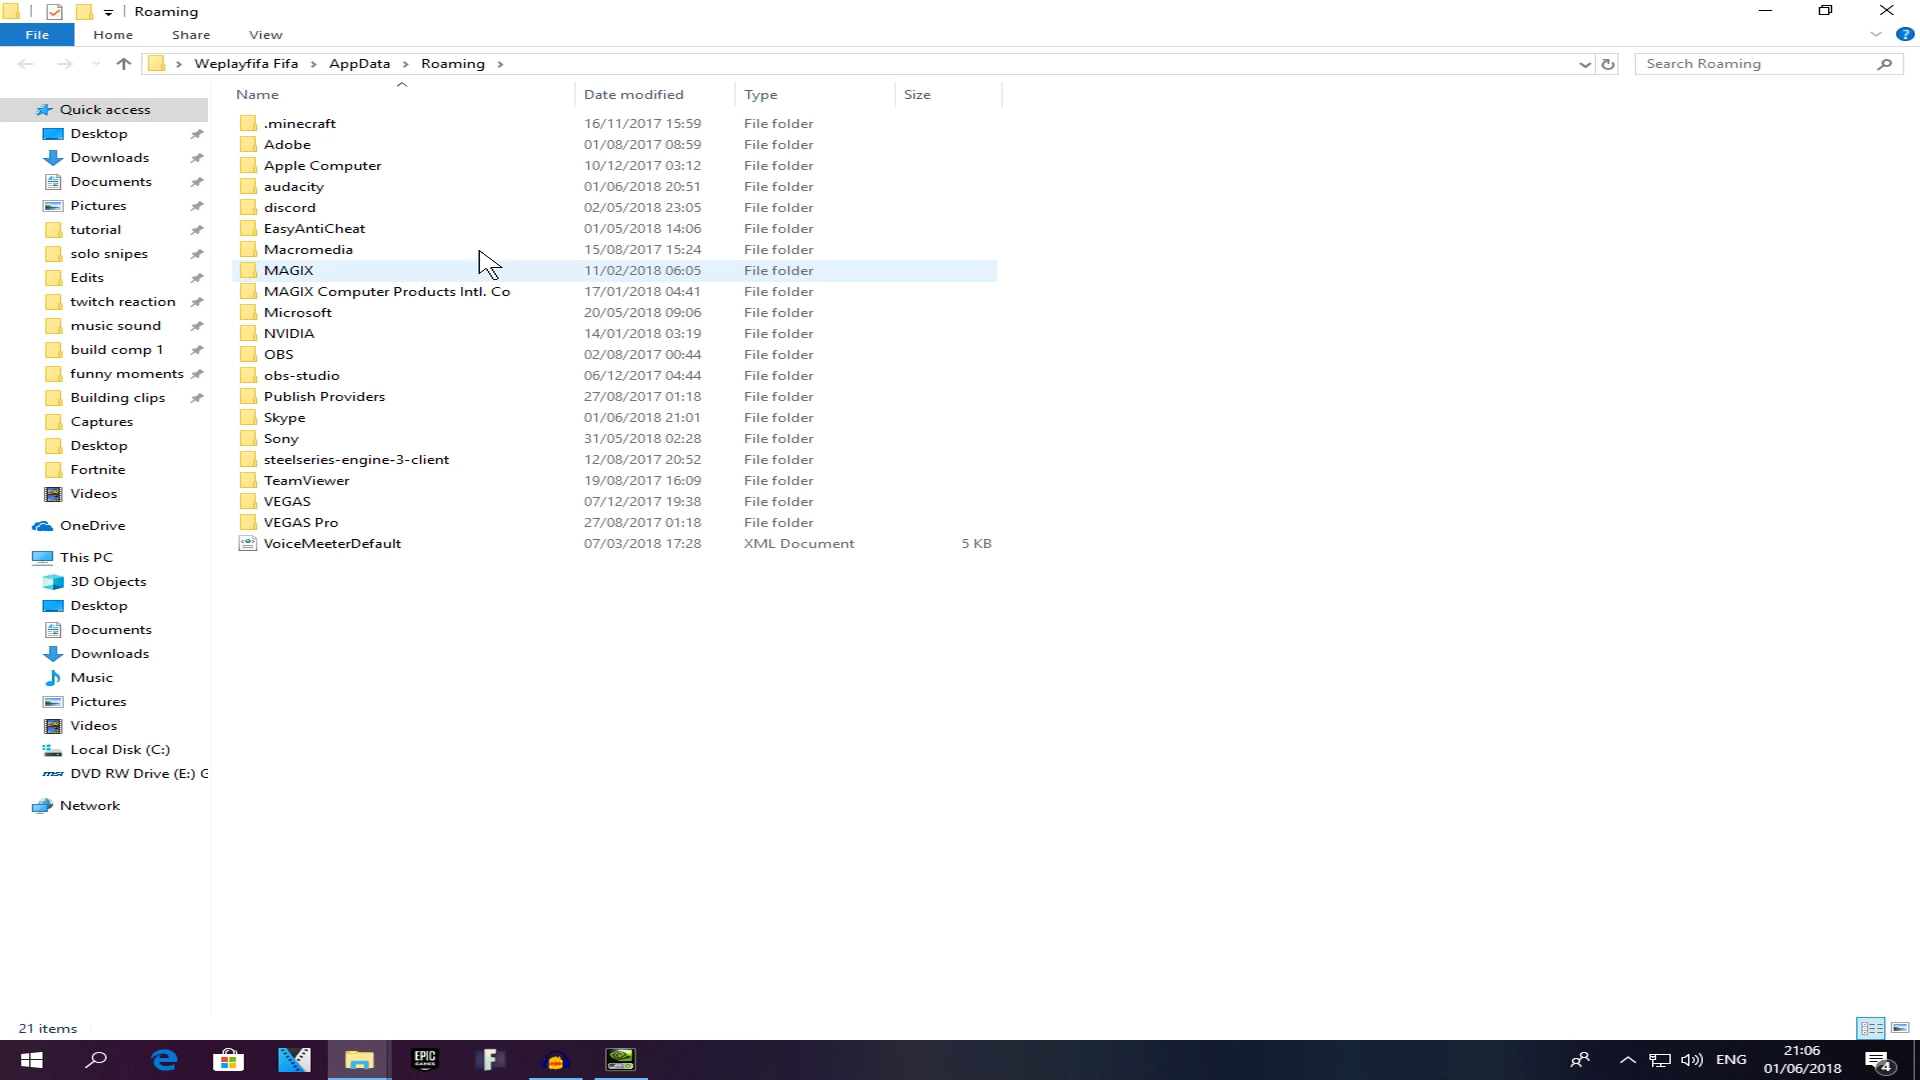 Roaming
File Home Share View
Weplayfifa Fifa > AppData > Roaming >
Search Roaming
Name Date modified Type Size
Quick access
Desktop
Downloads
Documents
Pictures
tutorial
solo snipes
Edits
twitch reaction
music sound
build comp 1
funny moments
Building clips
Captures
Desktop
Fortnite
Videos
OneDrive
This PC
3D Objects
Desktop
Documents
Downloads
Music
Pictures
Videos
Local Disk (C:)
msi DVD RW Drive (E:) G
Network
.minecraft 16/11/2017 15:59 File folder
Adobe 01/08/2017 08:59 File folder
Apple Computer 10/12/2017 03:12 File folder
audacity 01/06/2018 20:51 File folder
discord 02/05/2018 23:05 File folder
EasyAntiCheat 01/05/2018 14:06 File folder
Macromedia 15/08/2017 15:24 File folder
MAGIX 11/02/2018 06:05 File folder
MAGIX Computer Products Intl. Co 17/01/2018 04:41 File folder
Microsoft 20/05/2018 09:06 File folder
NVIDIA 14/01/2018 03:19 File folder
OBS 02/08/2017 00:44 File folder
obs-studio 06/12/2017 04:44 File folder
Publish Providers 27/08/2017 01:18 File folder
Skype 01/06/2018 21:01 File folder
Sony 31/05/2018 02:28 File folder
steelseries-engine-3-client 12/08/2017 20:52 File folder
TeamViewer 19/08/2017 16:09 File folder
VEGAS 07/12/2017 19:38 File folder
VEGAS Pro 27/08/2017 01:18 File folder
VoiceMeeterDefault 07/03/2018 17:28 XML Document 5 KB
21 items
EPIC GAMES
F
ENG
21:06
01/06/2018
4